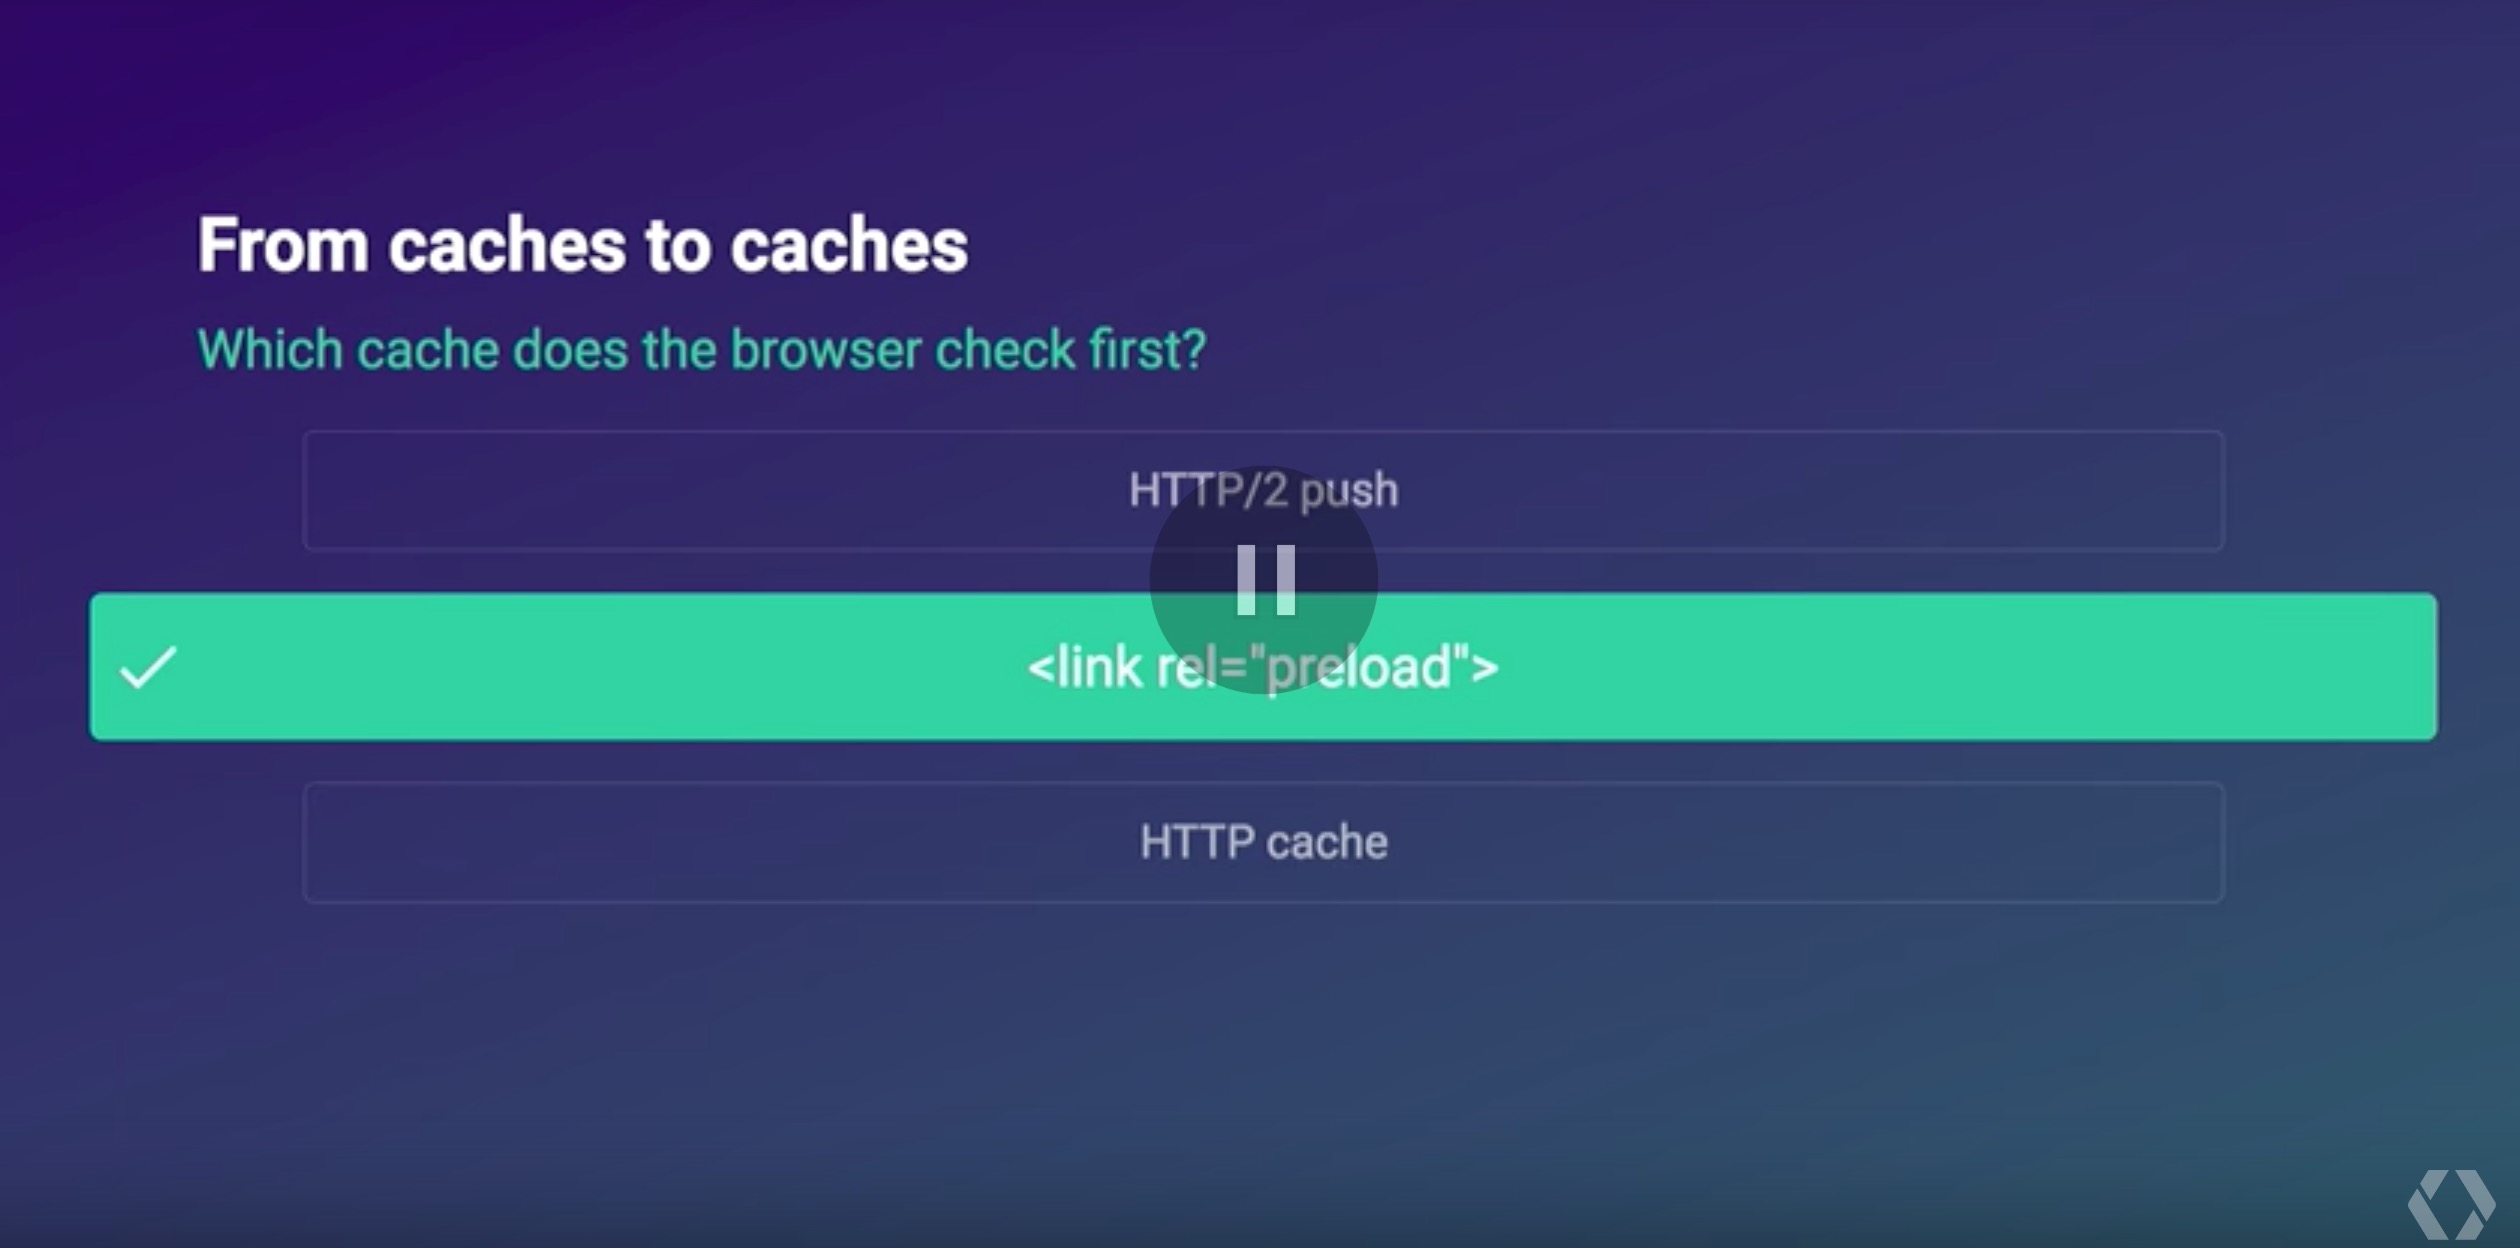 From caches to caches
Which cache does the browser check first?
HTTP/2 push
<link rel="preload">
HTTP cache